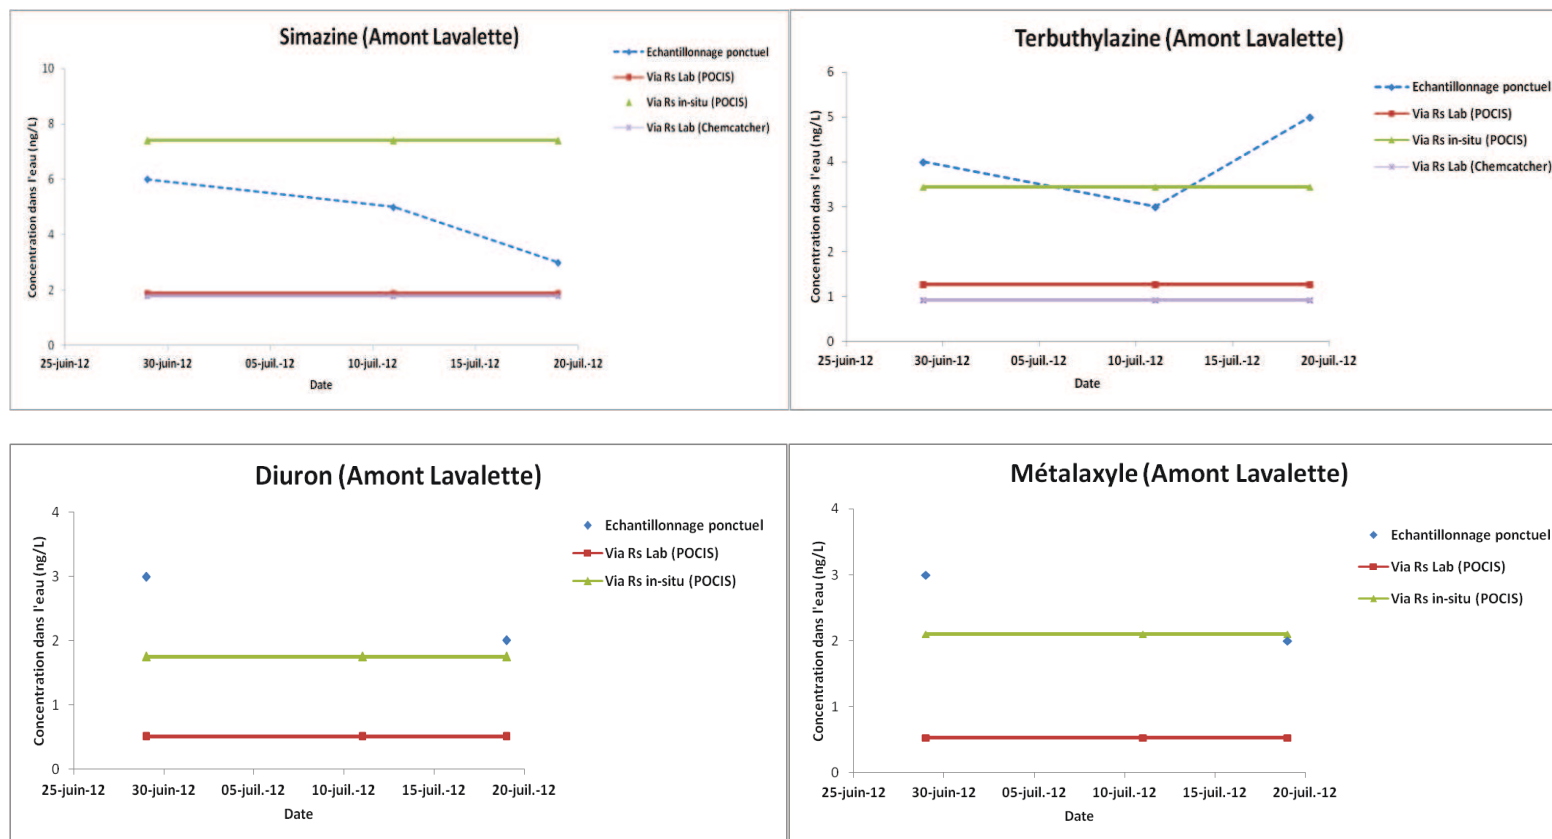 Simazine (Amont Lavalette)
Echantillonnage ponctuel
Via Rs Lab (POCIS)
Via Rs in-situ (POCIS)
Via Rs Lab (Chemcatcher)
Concentration dans l'eau (ng/L)
10
8
6
4
2
0
25-juin-12 30-juin-12 05-juil.-12 10-juil.-12 15-juil.-12 20-juil.-12
Date
Terbuthylazine (Amont Lavalette)
Echantillonnage ponctuel
Via Rs Lab (POCIS)
Via Rs in-situ (POCIS)
Via Rs Lab (Chemcatcher)
Concentration dans l'eau (ng/L)
6
5
4
3
2
1
0
25-juin-12 30-juin-12 05-juil.-12 10-juil.-12 15-juil.-12 20-juil.-12
Date
Diuron (Amont Lavalette)
Echantillonnage ponctuel
Via Rs Lab (POCIS)
Via Rs in-situ (POCIS)
Concentration dans l'eau (ng/L)
4
3
2
1
0
25-juin-12 30-juin-12 05-juil.-12 10-juil.-12 15-juil.-12 20-juil.-12
Date
Métalaxyle (Amont Lavalette)
Echantillonnage ponctuel
Via Rs Lab (POCIS)
Via Rs in-situ (POCIS)
Concentration dans l'eau (ng/L)
4
3
2
1
0
25-juin-12 30-juin-12 05-juil.-12 10-juil.-12 15-juil.-12 20-juil.-12
Date